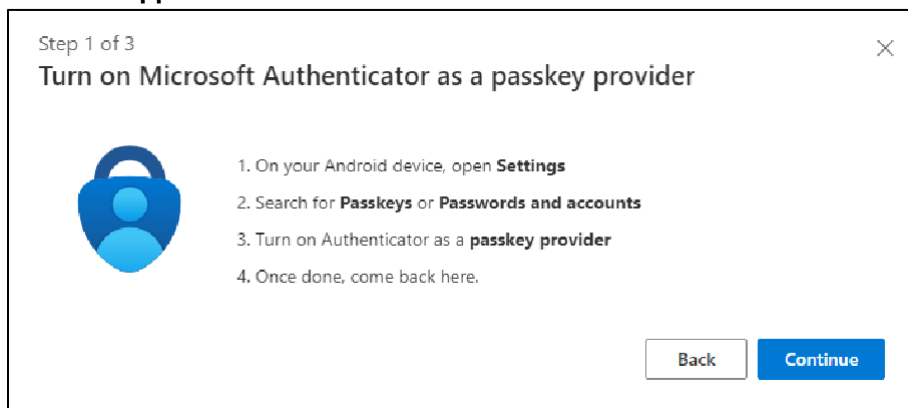 Step 1 of 3
Turn on Microsoft Authenticator as a passkey provider
1. On your Android device, open Settings
2. Search for Passkeys or Passwords and accounts
3. Turn on Authenticator as a passkey provider
4. Once done, come back here.
Back Continue